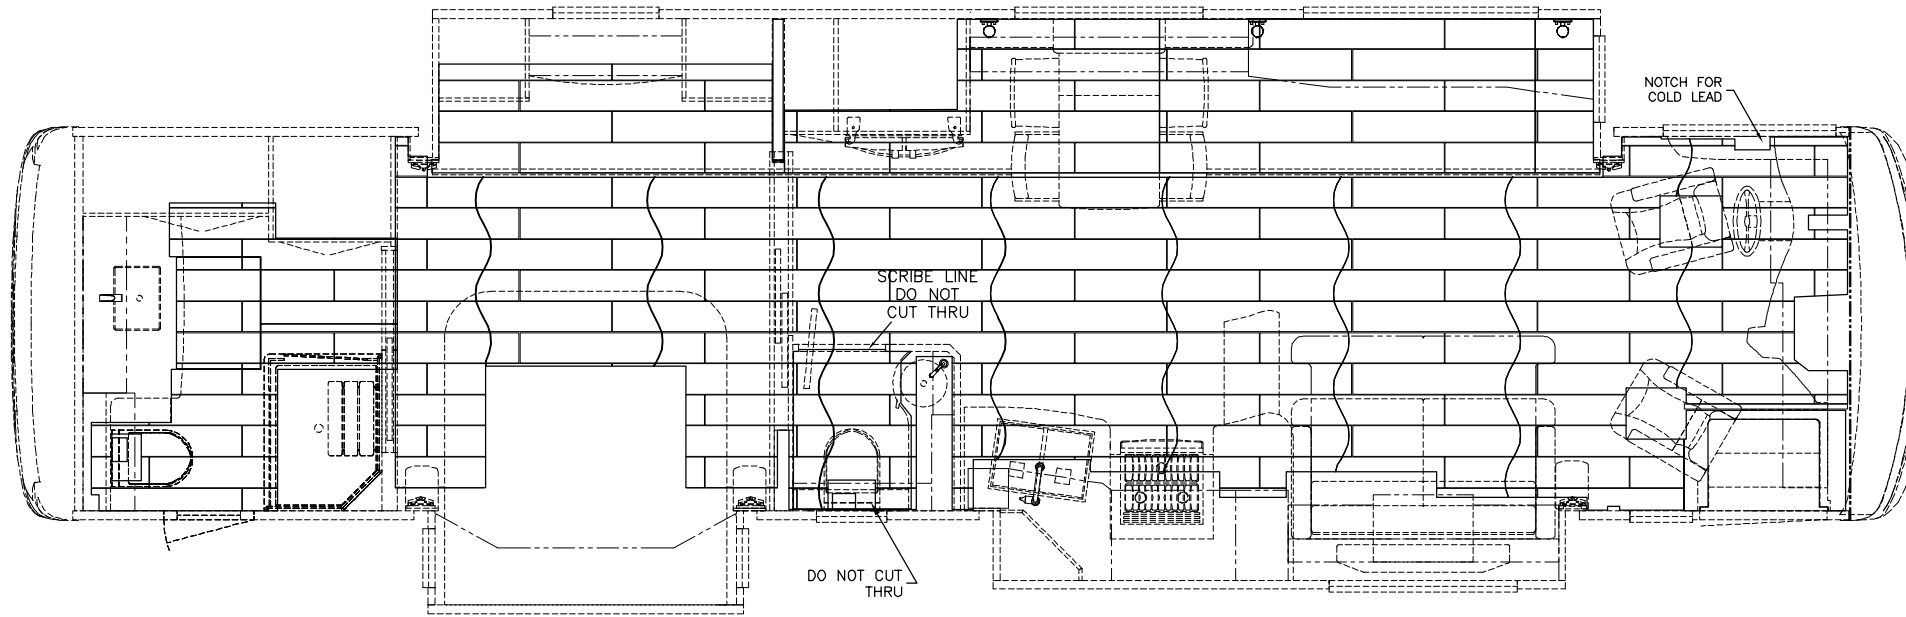 NOTCH FOR
COLD LEAD
SCRIBE LINE
DO NOT
CUT THRU
DO NOT CUT
THRU